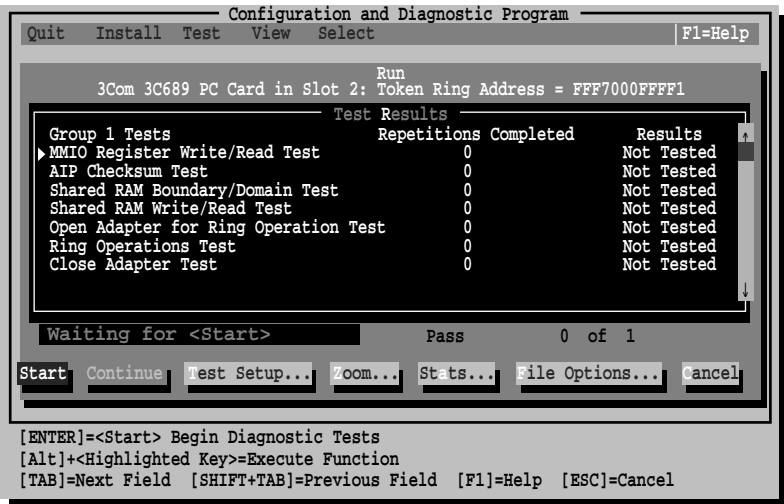 Configuration and Diagnostic Program
Quit Install Test View Select F1=Help
Run
3Com 3C689 PC Card in Slot 2: Token Ring Address = FFF7000FFFF1
Test Results
Group 1 Tests Repetitions Completed Results
MMIO Register Write/Read Test 0 Not Tested
AIP Checksum Test 0 Not Tested
Shared RAM Boundary/Domain Test 0 Not Tested
Shared RAM Write/Read Test 0 Not Tested
Open Adapter for Ring Operation Test 0 Not Tested
Ring Operations Test 0 Not Tested
Close Adapter Test 0 Not Tested
Waiting for <Start> Pass 0 of 1
Start Continue Test Setup... Zoom... Stats... File Options... Cancel
[ENTER]=<Start> Begin Diagnostic Tests
[Alt]+<Highlighted Key>=Execute Function
[TAB]=Next Field [SHIFT+TAB]=Previous Field [F1]=Help [ESC]=Cancel